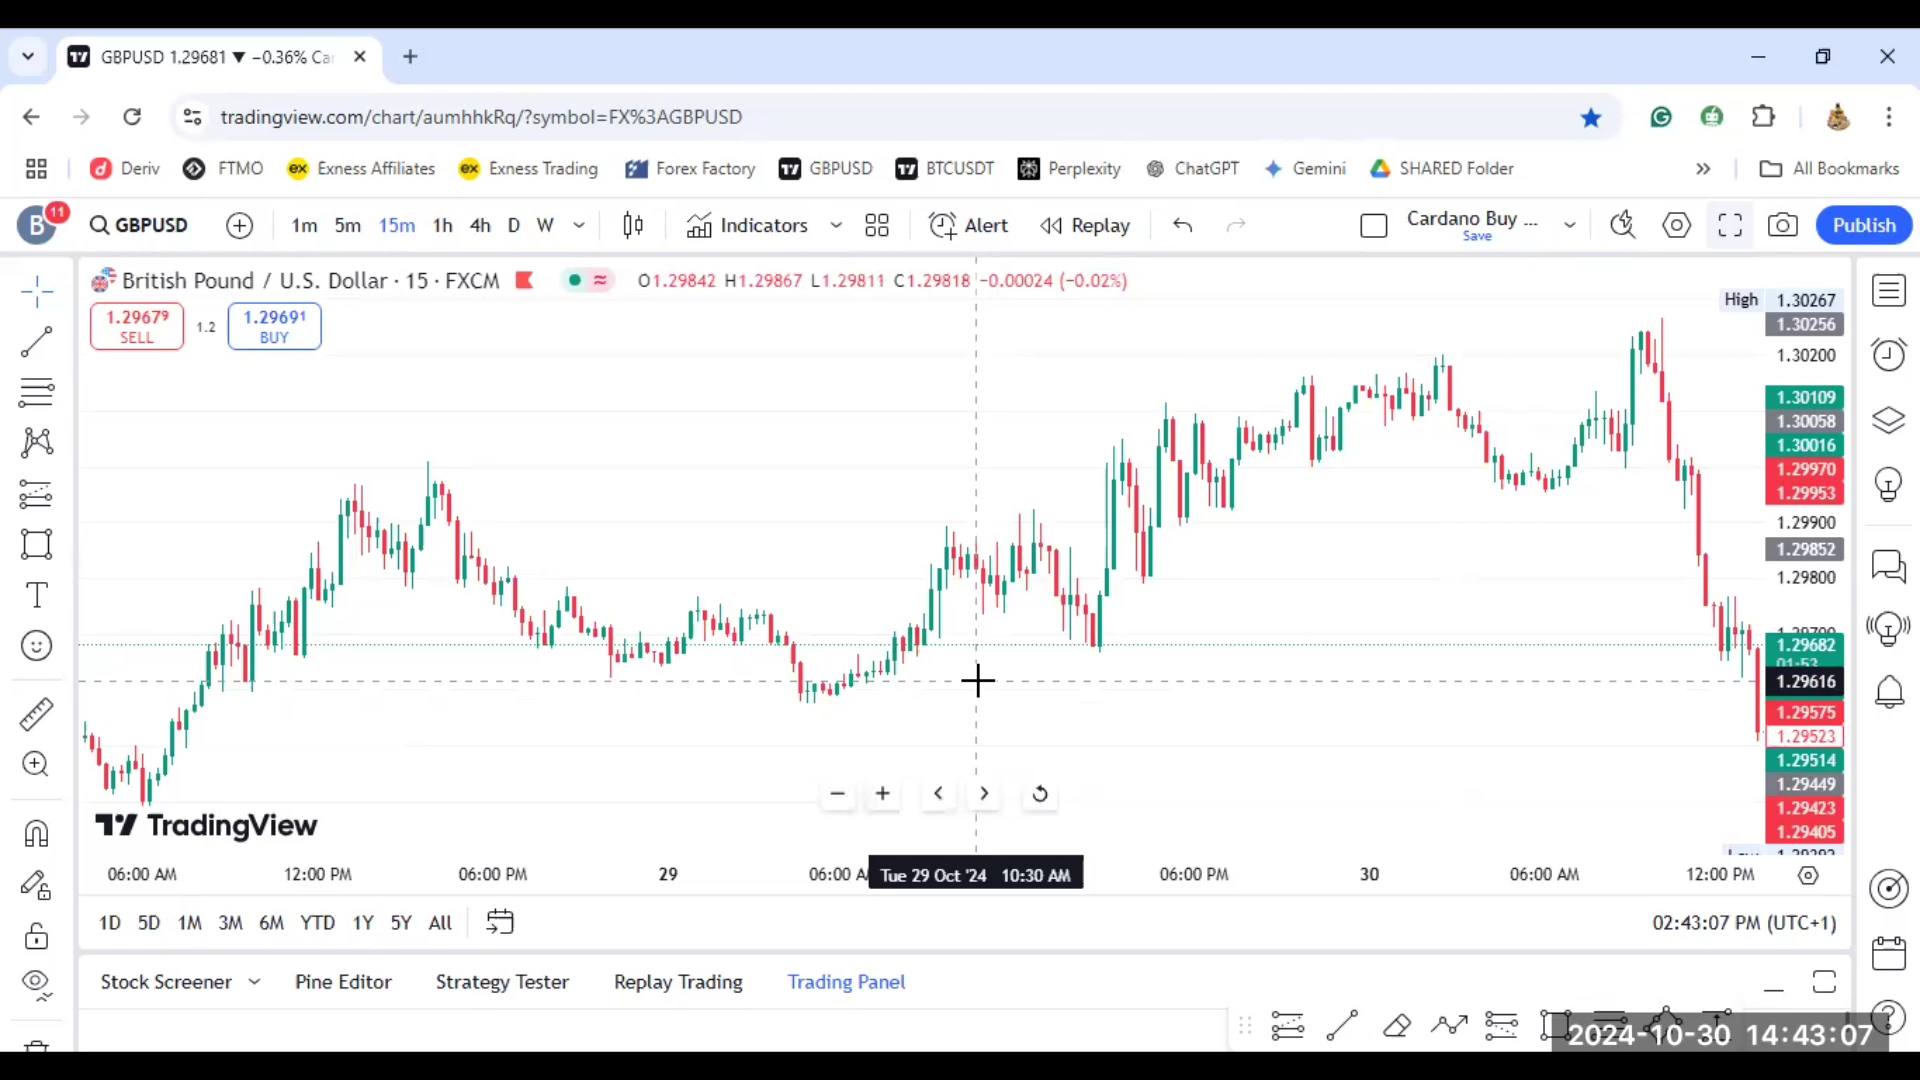 GBPUSD 1.29681 ▼ −0.36% Car
tradingview.com/chart/aumhhkRq/?symbol=FX%3AGBPUSD
Deriv FTMO Exness Affiliates Exness Trading Forex Factory GBPUSD BTCUSDT Perplexity ChatGPT Gemini SHARED Folder » All Bookmarks
B 11 GBPUSD 1m 5m 15m 1h 4h D W Indicators Alert Replay Cardano Buy ... Save Publish
British Pound / U.S. Dollar · 15 · FXCM O1.29842 H1.29867 L1.29811 C1.29818 −0.00024 (−0.02%)
1.29679 SELL 1.2 1.29691 BUY
High 1.30267
1.30256
1.30200
1.30109
1.30058
1.30016
1.29970
1.29953
1.29900
1.29852
1.29800
1.29700
1.29682
01:53
1.29616
1.29575
1.29523
1.29514
1.29449
1.29423
1.29405
TradingView
06:00 AM 12:00 PM 06:00 PM 29 06:00 A Tue 29 Oct '24 10:30 AM 06:00 PM 30 06:00 AM 12:00 PM
1D 5D 1M 3M 6M YTD 1Y 5Y All 02:43:07 PM (UTC+1)
Stock Screener Pine Editor Strategy Tester Replay Trading Trading Panel
2024-10-30 14:43:07